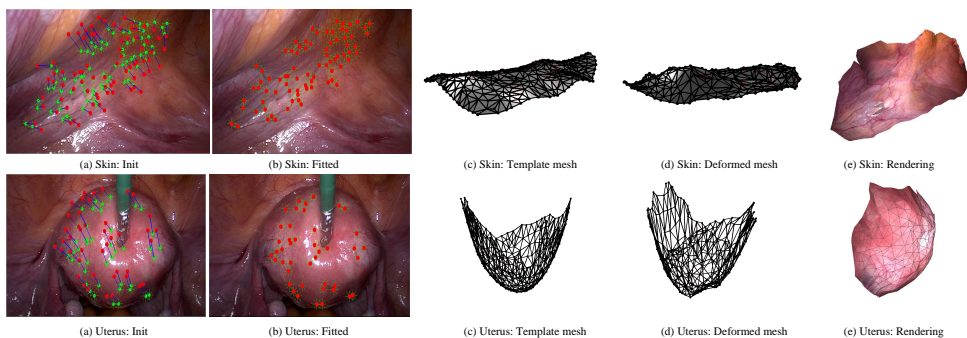 (a) Skin: Init
(b) Skin: Fitted
(c) Skin: Template mesh
(d) Skin: Deformed mesh
(e) Skin: Rendering
(a) Uterus: Init
(b) Uterus: Fitted
(c) Uterus: Template mesh
(d) Uterus: Deformed mesh
(e) Uterus: Rendering